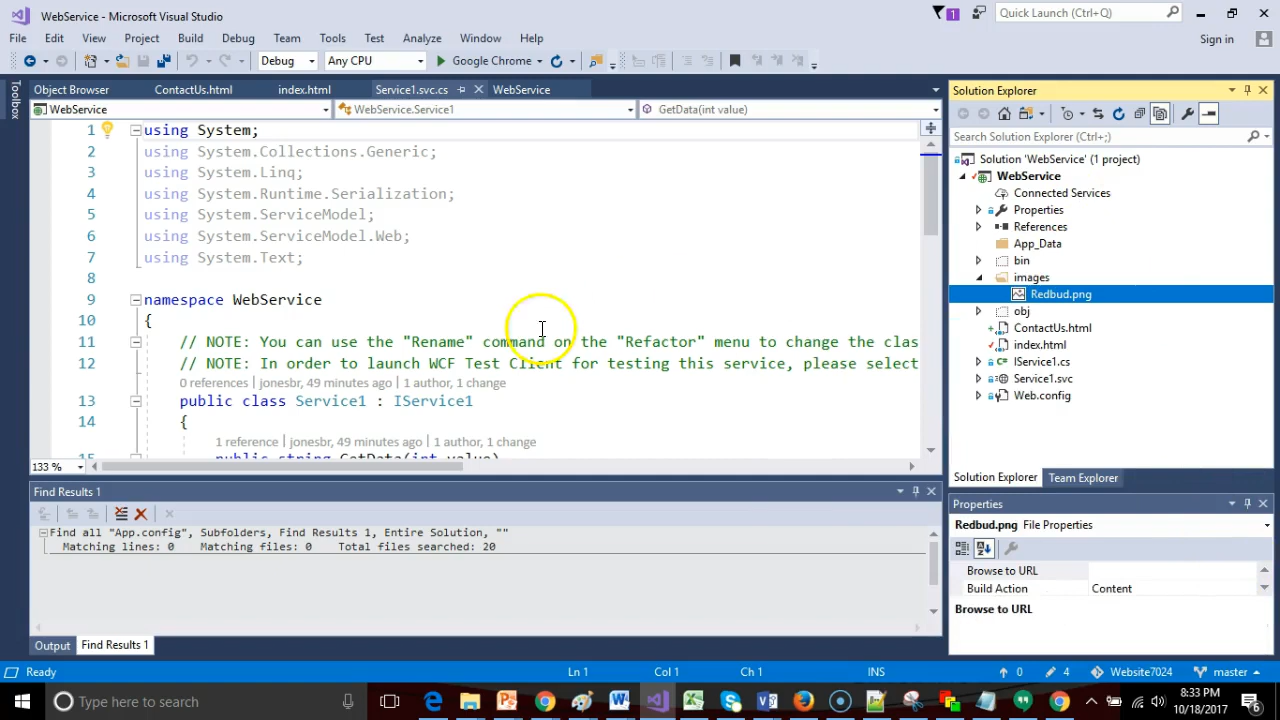 WebService - Microsoft Visual Studio
1
Quick Launch (Ctrl+Q)
File Edit View Project Build Debug Team Tools Test Analyze Window Help
Sign in
Debug Any CPU Google Chrome
Toolbox
Object Browser ContactUs.html index.html Service1.svc.cs WebService
WebService WebService.Service1 GetData(int value)
1 using System;
2 using System.Collections.Generic;
3 using System.Linq;
4 using System.Runtime.Serialization;
5 using System.ServiceModel;
6 using System.ServiceModel.Web;
7 using System.Text;
8
9 namespace WebService
10 {
11 // NOTE: You can use the "Rename" command on the "Refactor" menu to change the clas
12 // NOTE: In order to launch WCF Test Client for testing this service, please select
0 references | jonesbr, 49 minutes ago | 1 author, 1 change
13 public class Service1 : IService1
14 {
1 reference | jonesbr, 49 minutes ago | 1 author, 1 change
15 public string GetData(int value)
133 %
Find Results 1
Find all "App.config", Subfolders, Find Results 1, Entire Solution, ""
Matching lines: 0 Matching files: 0 Total files searched: 20
Output Find Results 1
Solution Explorer
Search Solution Explorer (Ctrl+;)
Solution 'WebService' (1 project)
WebService
Connected Services
Properties
References
App_Data
bin
images
Redbud.png
obj
ContactUs.html
index.html
IService1.cs
Service1.svc
Web.config
Solution Explorer Team Explorer
Properties
Redbud.png File Properties
Browse to URL
Build Action Content
Browse to URL
Ready Ln 1 Col 1 Ch 1 INS 0 4 Website7024 master
Type here to search
8:33 PM
10/18/2017
6